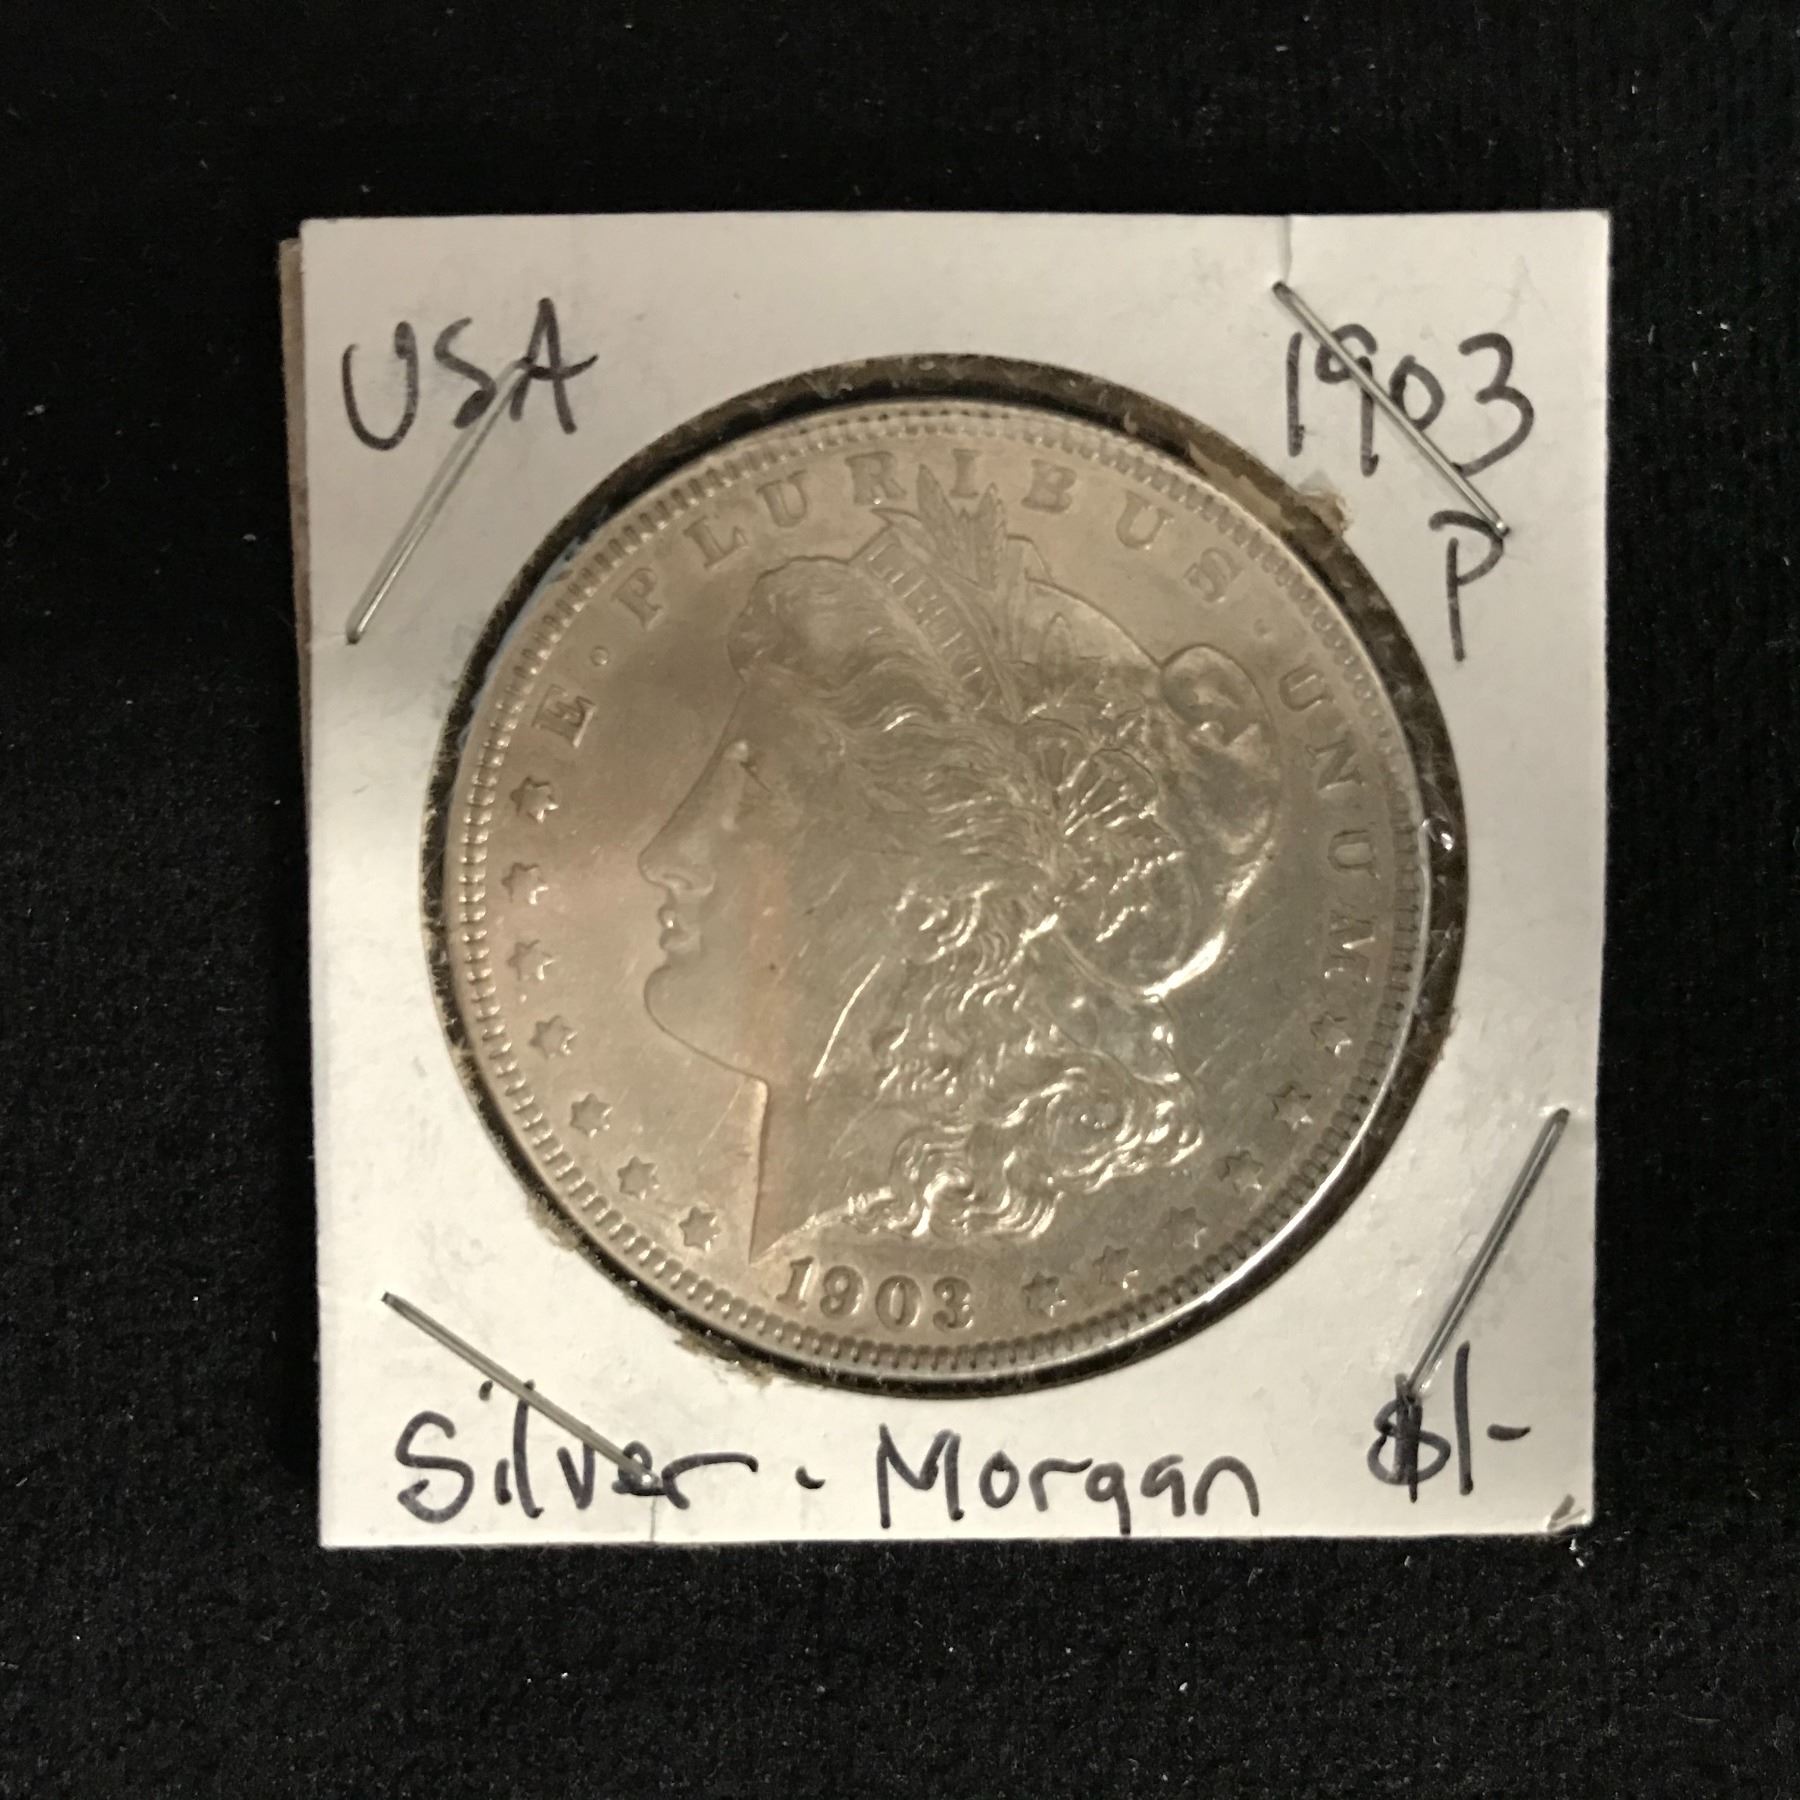 USA
1903
P
E · PLURIBUS · UNUM
LIBERTY
1903
Silver - Morgan $1-